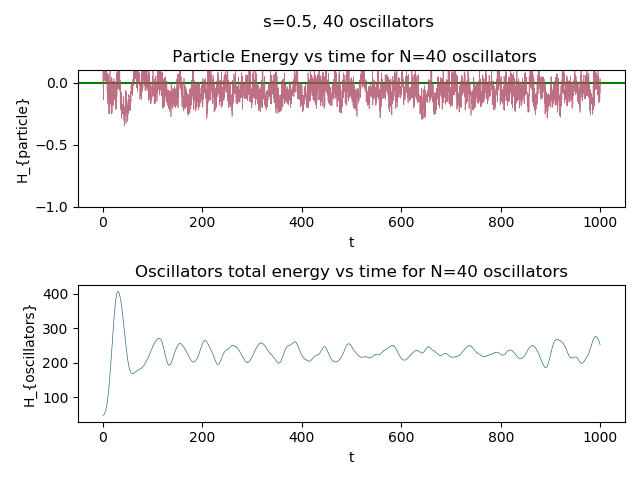 s=0.5, 40 oscillators
Particle Energy vs time for N=40 oscillators
0.0
−0.5
−1.0
H_{particle}
0 200 400 600 800 1000
t
Oscillators total energy vs time for N=40 oscillators
400
300
200
100
H_{oscillators}
0 200 400 600 800 1000
t